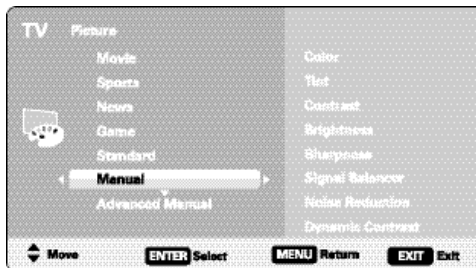 TV Picture
Movie
Sports
News
Game
Standard
Manual
Advanced Manual
Color
Tint
Contrast
Brightness
Sharpness
Signal Balancer
Noise Reduction
Dynamic Contrast
Move ENTER Select MENU Return EXIT Exit